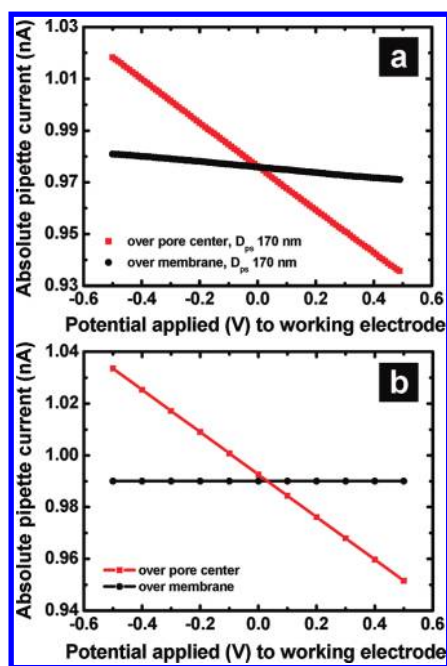 a
Absolute pipette current (nA)
1.03
1.01
0.99
0.97
0.95
0.93
over pore center, Dps 170 nm
over membrane, Dps 170 nm
-0.6 -0.4 -0.2 0.0 0.2 0.4 0.6
Potential applied (V) to working electrode
b
Absolute pipette current (nA)
1.04
1.02
1.00
0.98
0.96
0.94
over pore center
over membrane
-0.6 -0.4 -0.2 0.0 0.2 0.4 0.6
Potential applied (V) to working electrode